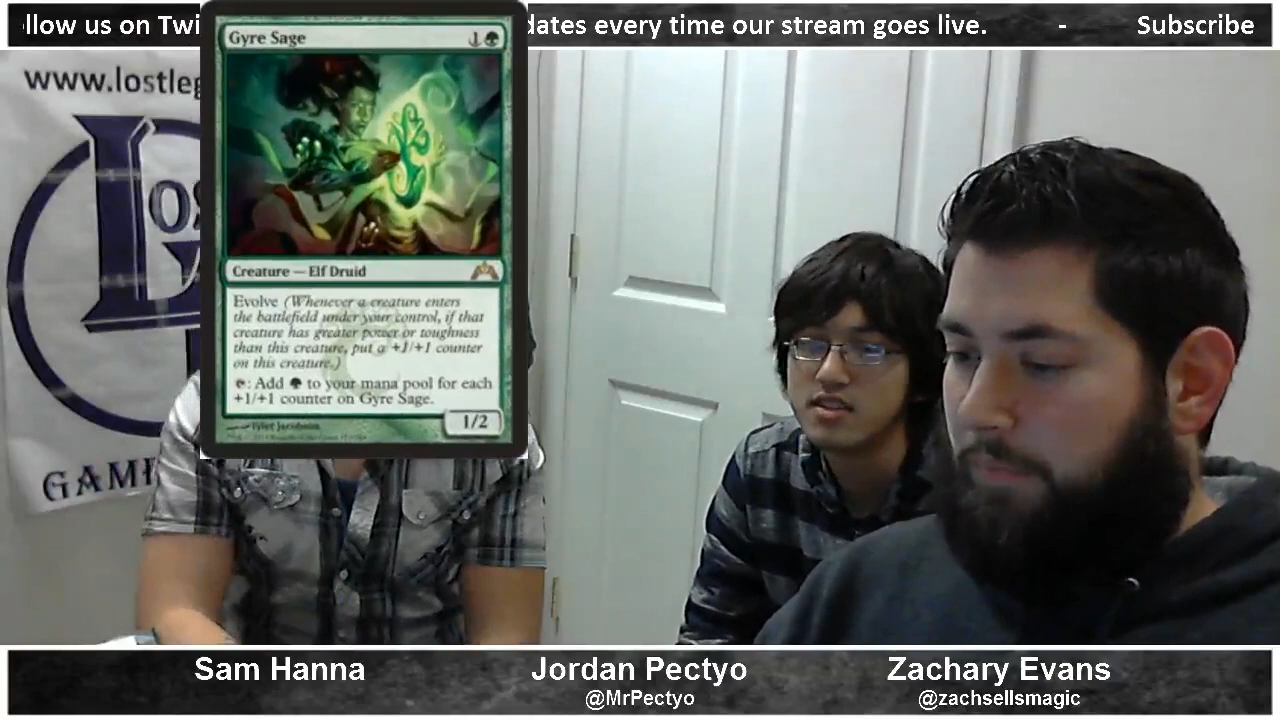 llow us on Twi
dates every time our stream goes live. - Subscribe
www.lostleg
Los
GAMI
Gyre Sage 1
Creature — Elf Druid
Evolve (Whenever a creature enters
the battlefield under your control, if that
creature has greater power or toughness
than this creature, put a +1/+1 counter
on this creature.)
: Add to your mana pool for each
+1/+1 counter on Gyre Sage.
1/2
Sam Hanna
Jordan Pectyo
@MrPectyo
Zachary Evans
@zachsellsmagic